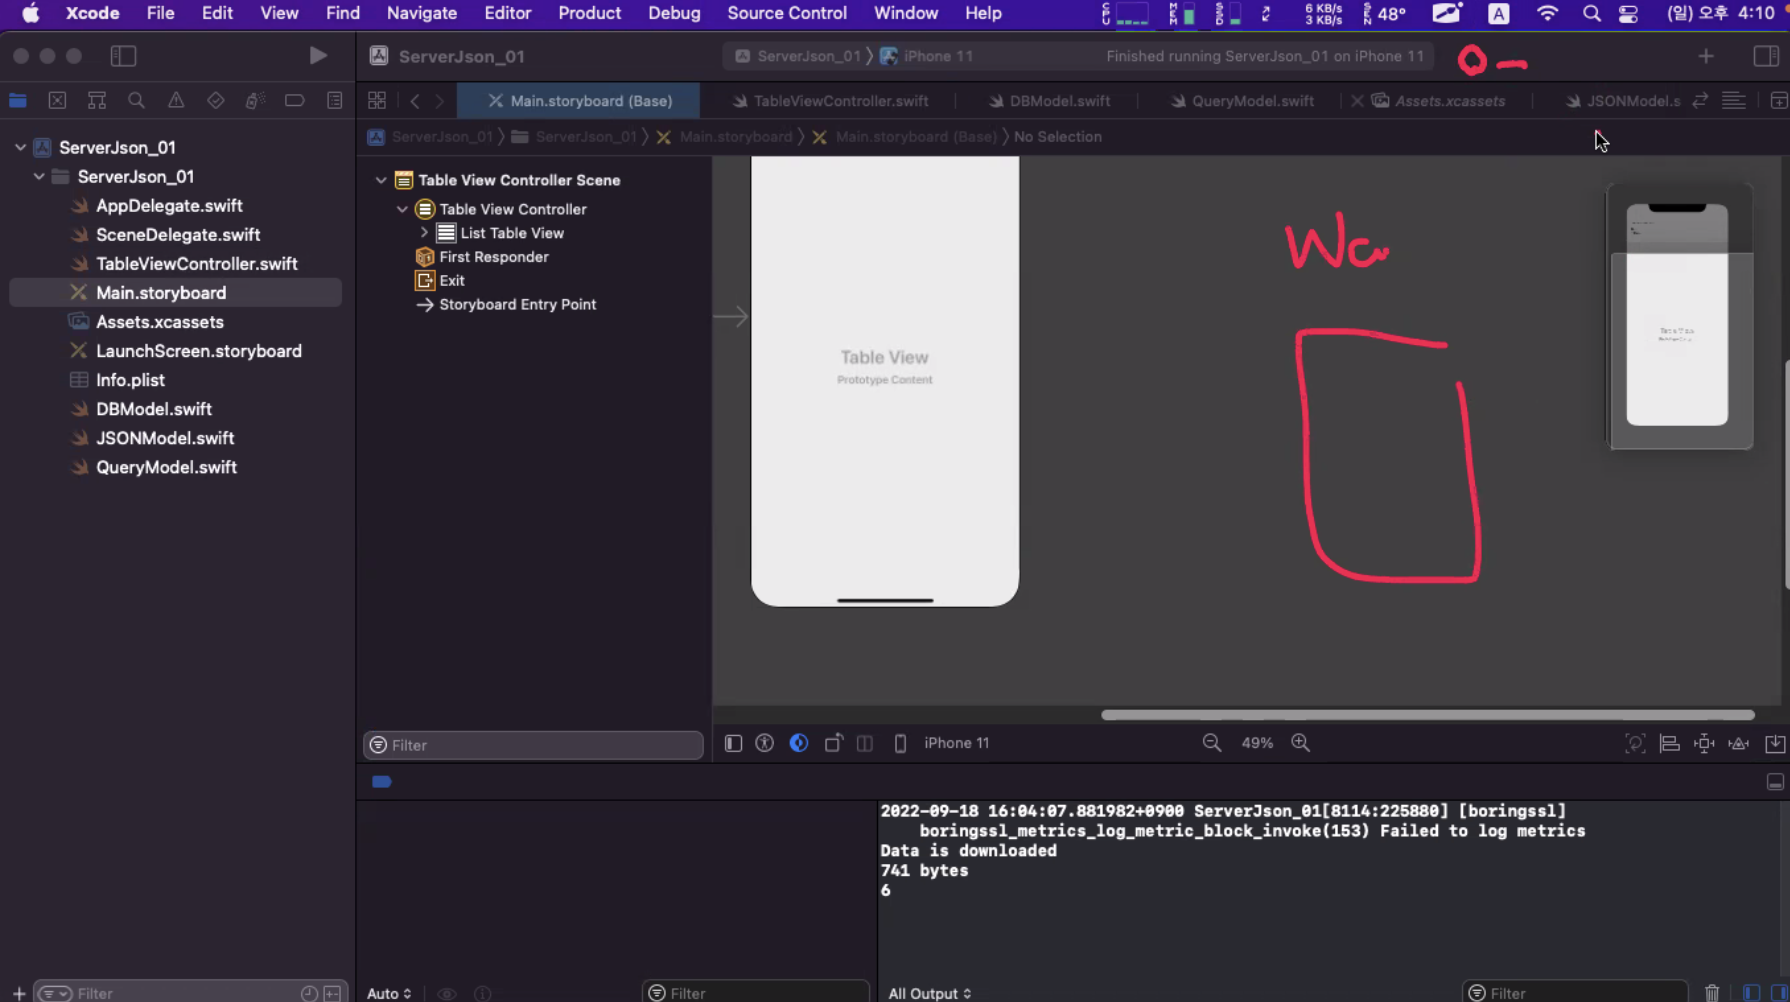 Xcode File Edit View Find Navigate Editor Product Debug Source Control Window Help 6 KB/s 3 KB/s 48° A (일) 오후 4:10
ServerJson_01 ServerJson_01 iPhone 11 Finished running ServerJson_01 on iPhone 11
Main.storyboard (Base) TableViewController.swift DBModel.swift QueryModel.swift Assets.xcassets JSONModel.s
ServerJson_01 ServerJson_01 Main.storyboard Main.storyboard (Base) No Selection
ServerJson_01
ServerJson_01
AppDelegate.swift
SceneDelegate.swift
TableViewController.swift
Main.storyboard
Assets.xcassets
LaunchScreen.storyboard
Info.plist
DBModel.swift
JSONModel.swift
QueryModel.swift
Filter
Table View Controller Scene
Table View Controller
List Table View
First Responder
Exit
Storyboard Entry Point
Filter
Table View
Prototype Content
iPhone 11 49%
2022-09-18 16:04:07.881982+0900 ServerJson_01[8114:225880] [boringssl]
boringssl_metrics_log_metric_block_invoke(153) Failed to log metrics
Data is downloaded
741 bytes
6
Auto Filter All Output Filter